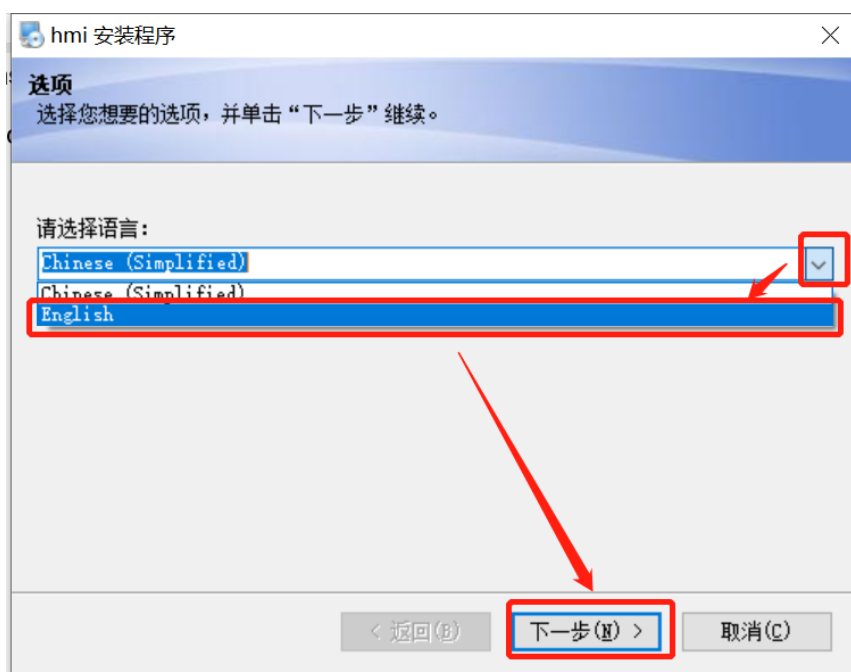 hmi 安装程序
选项
选择您想要的选项，并单击“下一步”继续。
请选择语言：
Chinese (Simplified)
Chinese (Simplified)
English
< 返回(B)
下一步(N) >
取消(C)